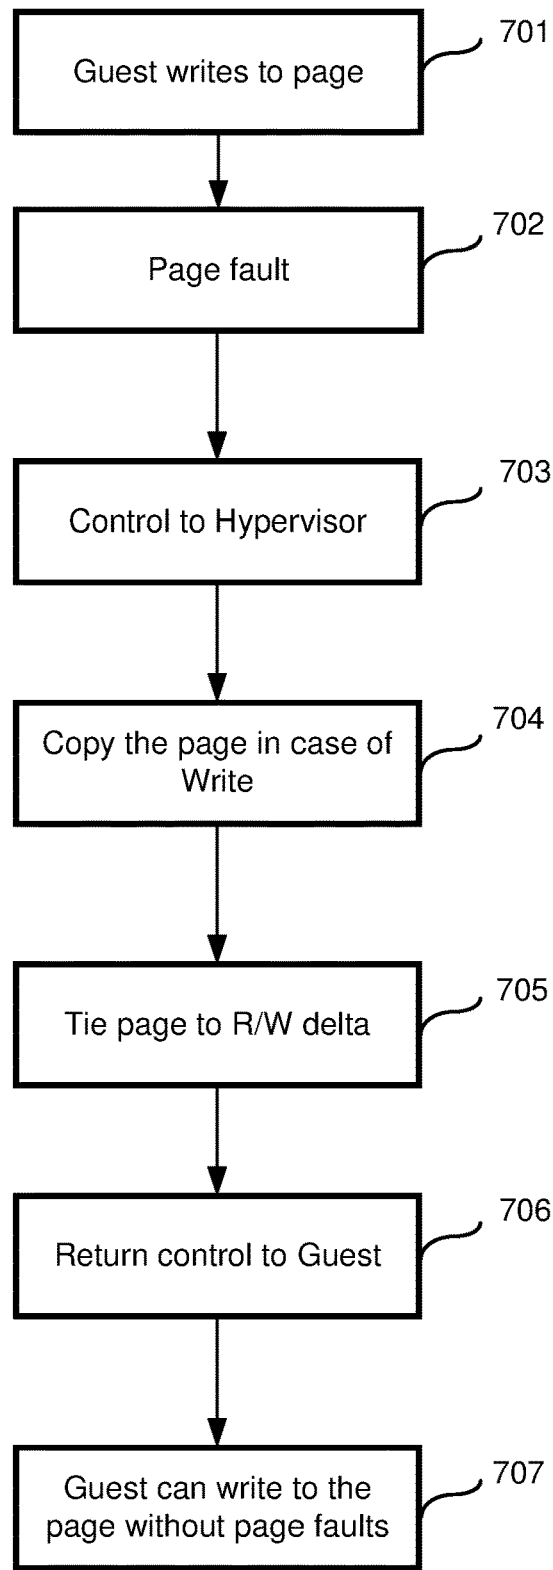 701
Guest writes to page
702
Page fault
703
Control to Hypervisor
704
Copy the page in case of
Write
705
Tie page to R/W delta
706
Return control to Guest
707
Guest can write to the
page without page faults